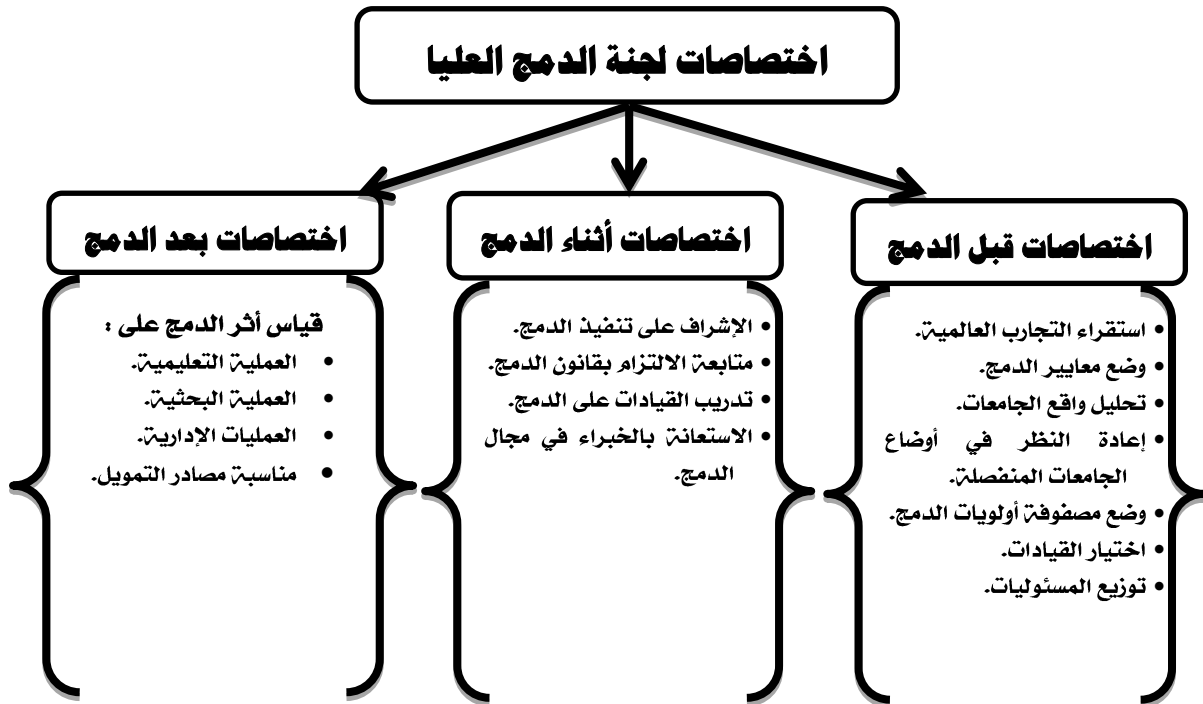 اختصاصات لجنة الدمج العليا
اختصاصات قبل الدمج
• استقراء التجارب العالمية.
• وضع معايير الدمج.
• تحليل واقع الجامعات.
• إعادة النظر في أوضاع
الجامعات المنفصلة.
• وضع مصفوفة أولويات الدمج.
• اختيار القيادات.
• توزيع المسئوليات.
اختصاصات أثناء الدمج
• الإشراف على تنفيذ الدمج.
• متابعة الالتزام بقانون الدمج.
• تدريب القيادات على الدمج.
• الاستعانة بالخبراء في مجال
الدمج.
اختصاصات بعد الدمج
قياس أثر الدمج على :
• العملية التعليمية.
• العملية البحثية.
• العمليات الإدارية.
• مناسبة مصادر التمويل.